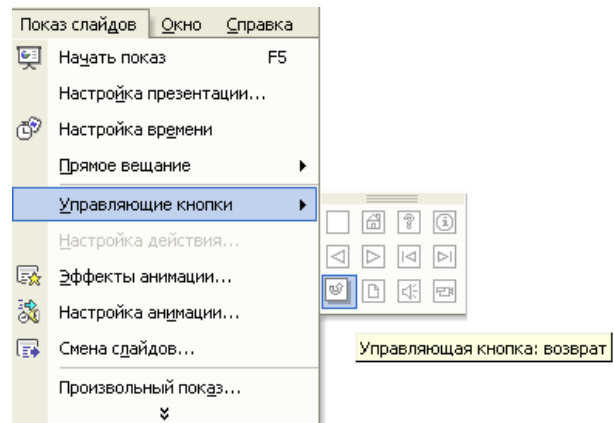 Показ слайдов Окно Справка
Начать показ F5
Настройка презентации...
Настройка времени
Прямое вещание
Управляющие кнопки
Настройка действия...
Эффекты анимации...
Настройка анимации...
Смена слайдов...
Управляющая кнопка: возврат
Произвольный показ...